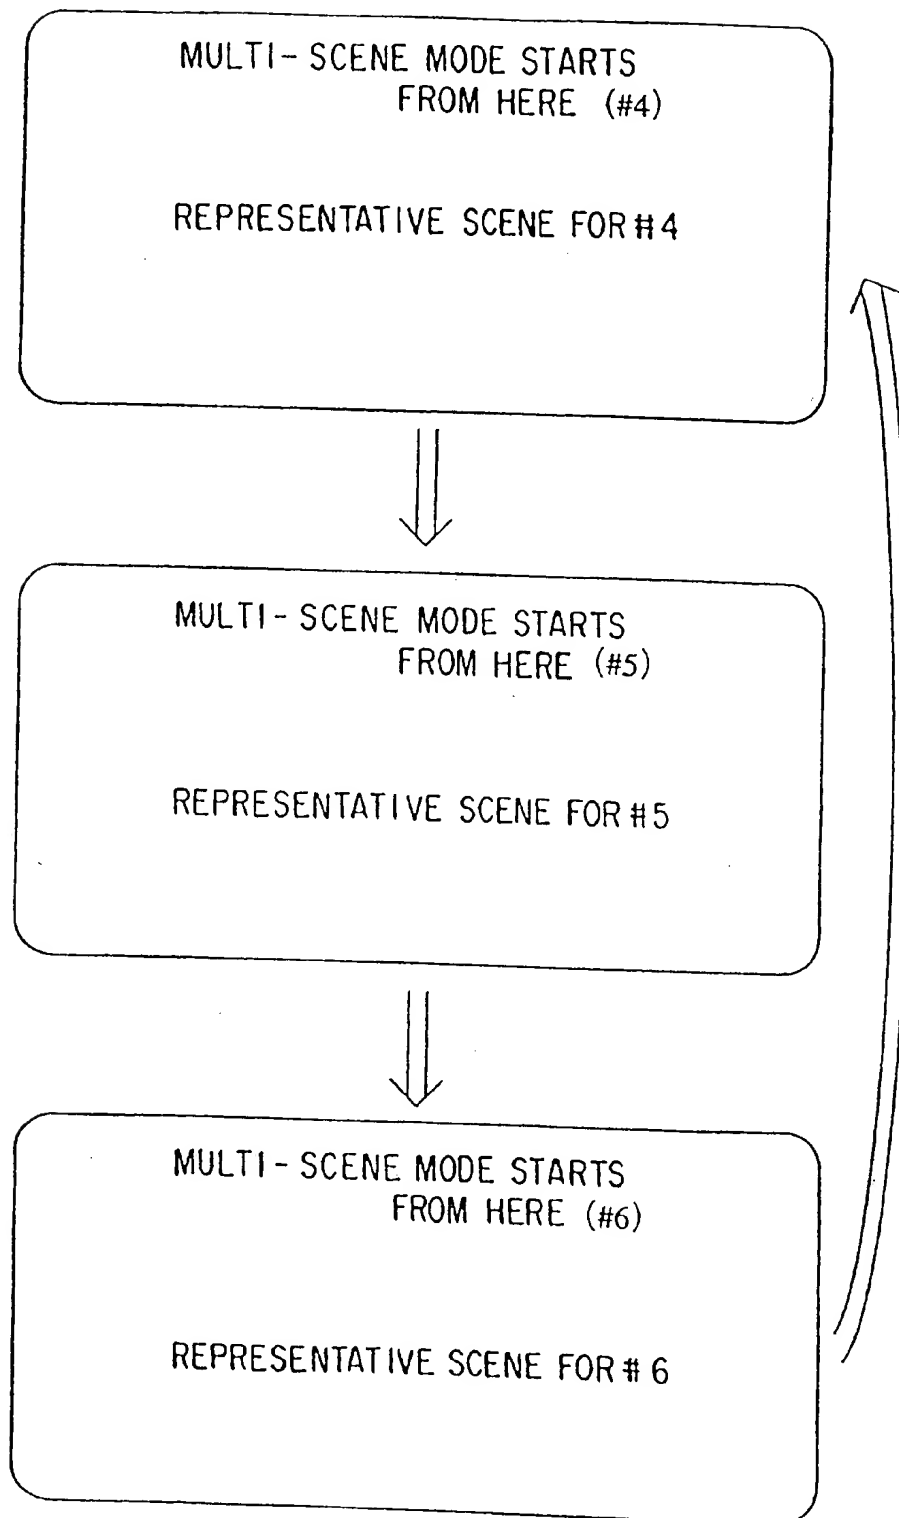 MULTI-SCENE MODE STARTS
FROM HERE (#4)
REPRESENTATIVE SCENE FOR #4
MULTI-SCENE MODE STARTS
FROM HERE (#5)
REPRESENTATIVE SCENE FOR #5
MULTI-SCENE MODE STARTS
FROM HERE (#6)
REPRESENTATIVE SCENE FOR #6